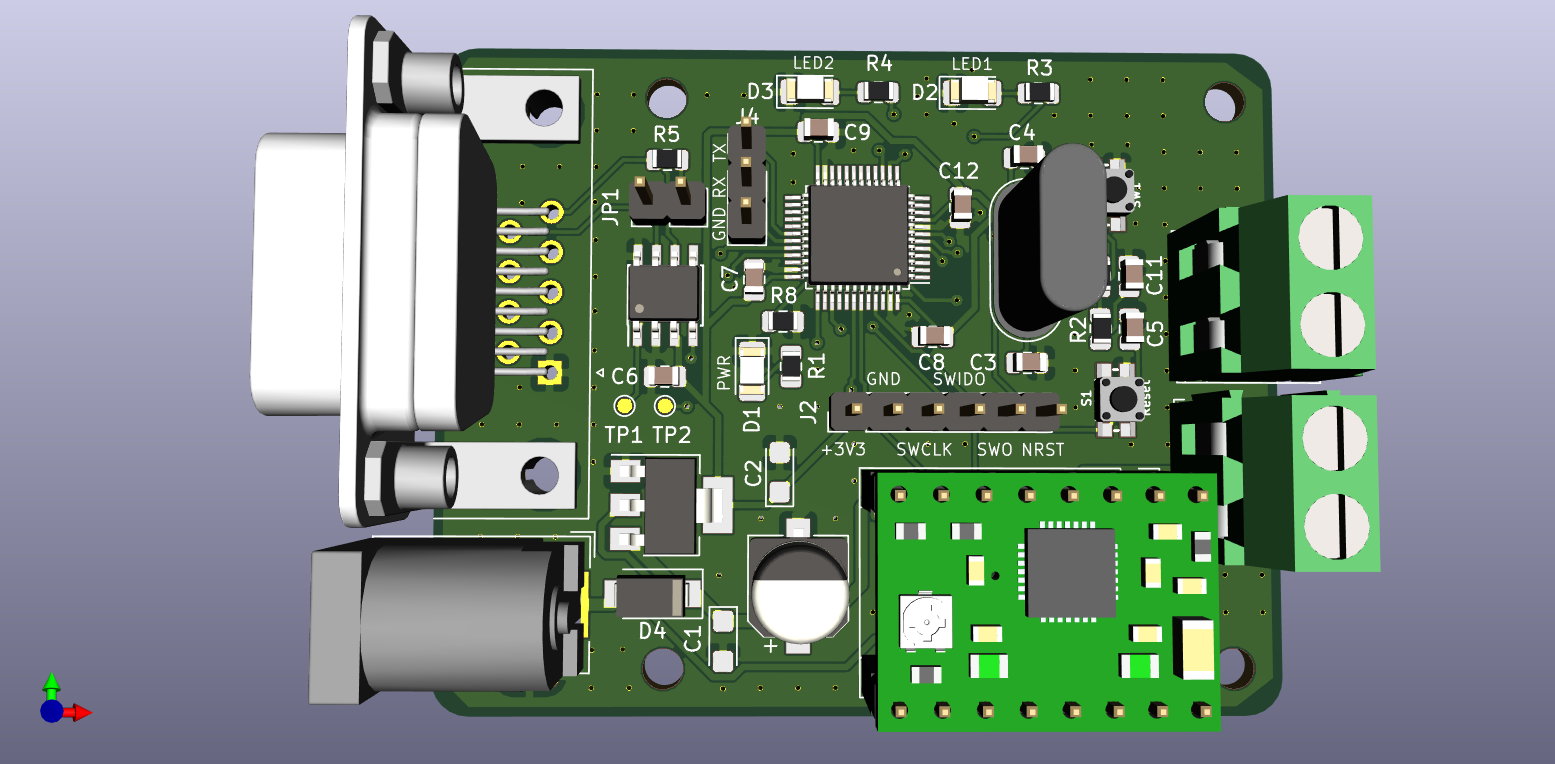 LED2
R4
LED1
R3
D3
D2
J4
C9
C4
R5
TX
C12
SW1
JP1
RX
GND
C7
C11
R8
R2
C5
PWR
R1
C8
C3
C6
GND
SWIDO
S1
Reset
D1
J2
TP1
TP2
+3V3
SWCLK
SWO
NRST
C2
D4
C1
+